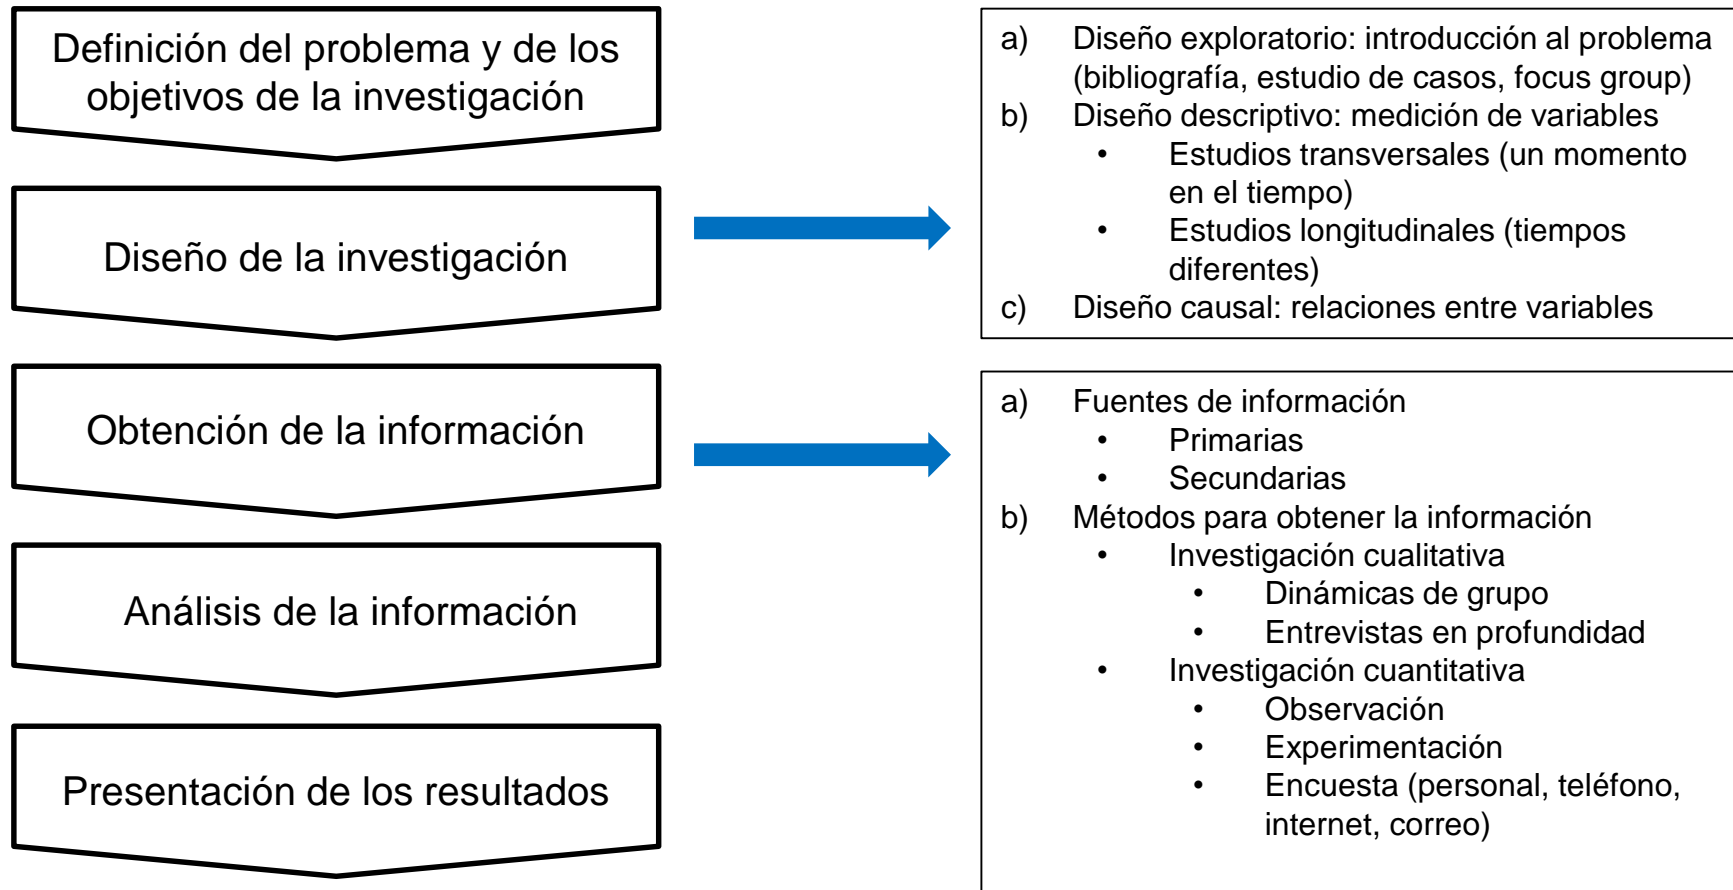 Definición del problema y de los
objetivos de la investigación
Diseño de la investigación
Obtención de la información
Análisis de la información
Presentación de los resultados
a) Diseño exploratorio: introducción al problema
(bibliografía, estudio de casos, focus group)
b) Diseño descriptivo: medición de variables
• Estudios transversales (un momento
en el tiempo)
• Estudios longitudinales (tiempos
diferentes)
c) Diseño causal: relaciones entre variables
a) Fuentes de información
• Primarias
• Secundarias
b) Métodos para obtener la información
• Investigación cualitativa
• Dinámicas de grupo
• Entrevistas en profundidad
• Investigación cuantitativa
• Observación
• Experimentación
• Encuesta (personal, teléfono,
internet, correo)